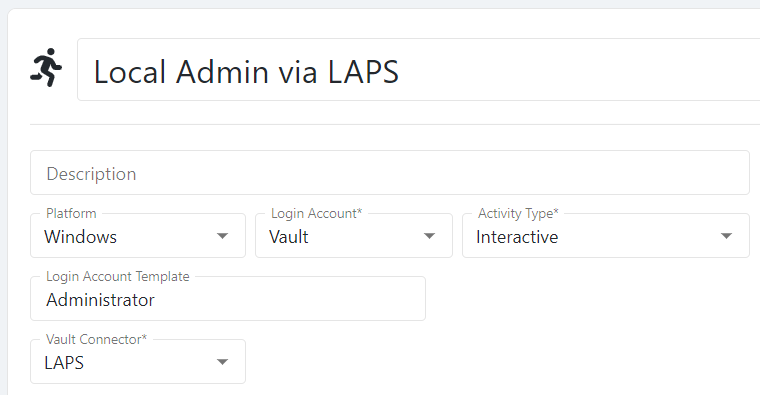 Local Admin via LAPS
Description
Platform
Login Account*
Activity Type*
Windows
Vault
Interactive
Login Account Template
Administrator
Vault Connector*
LAPS